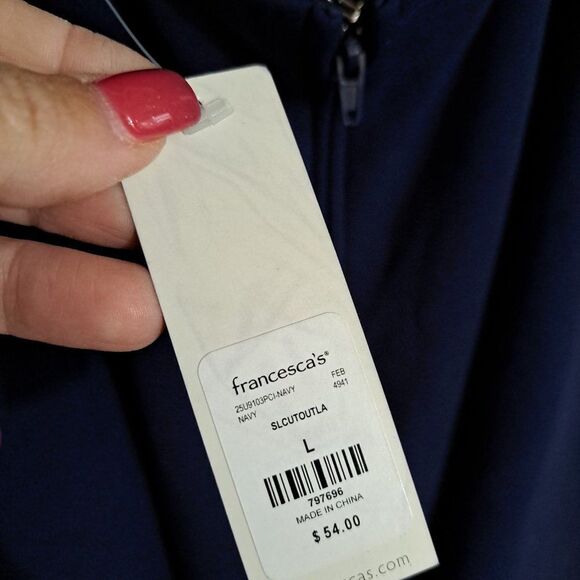 francesca's®
25U9103PCI-NAVY FEB
NAVY 4941
SLCUTOUTLA
L
797696
MADE IN CHINA
$ 54.00
cas.com